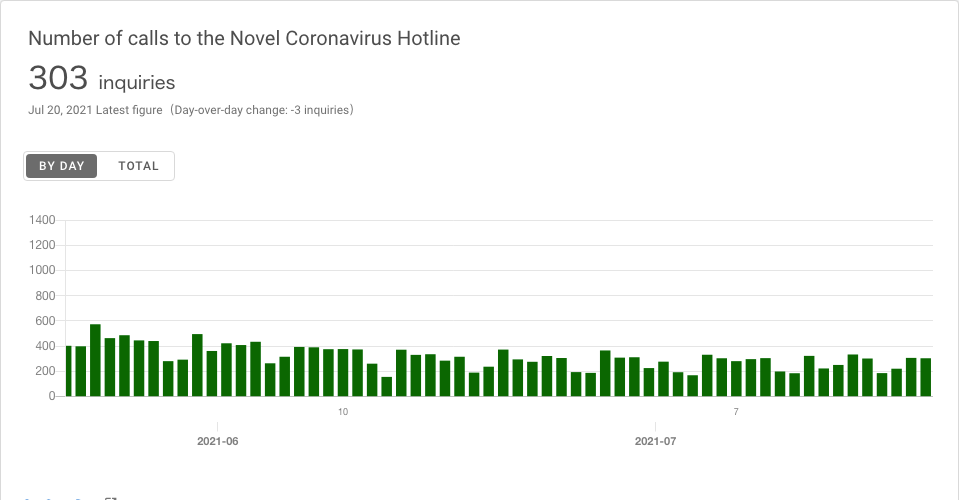 Number of calls to the Novel Coronavirus Hotline
303 inquiries
Jul 20, 2021 Latest figure（Day-over-day change: -3 inquiries）
BY DAY TOTAL
1400
1200
1000
800
600
400
200
0
10 7
2021-06 2021-07